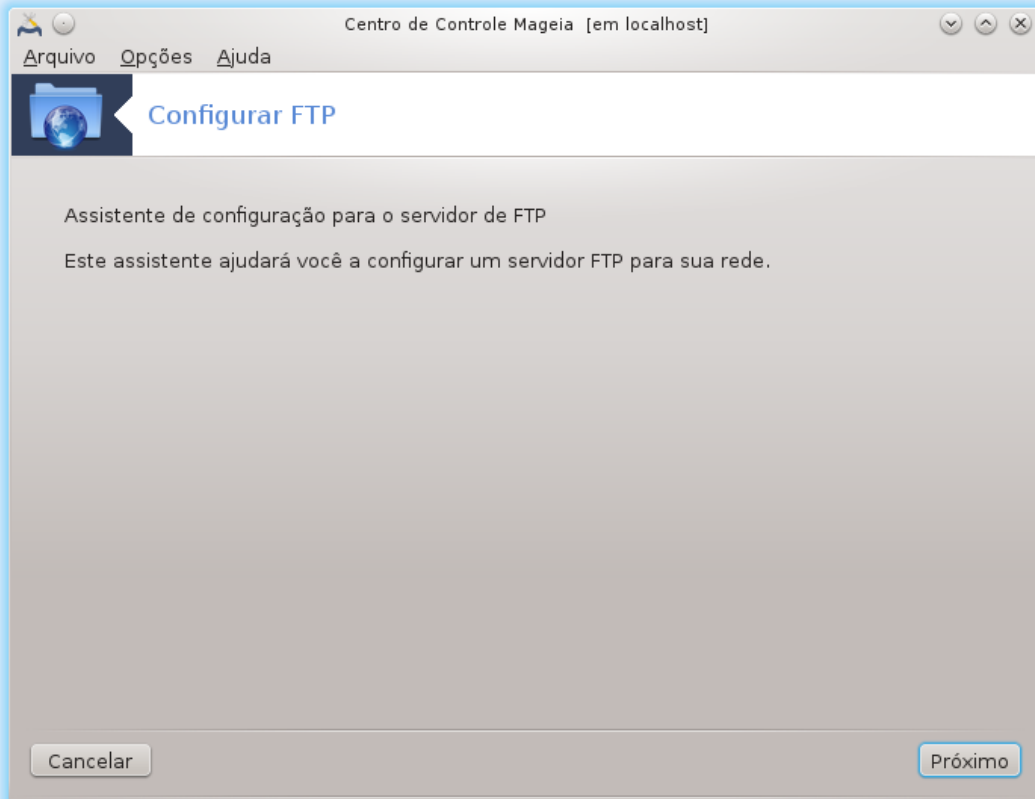 Centro de Controle Mageia [em localhost]
Arquivo Opções Ajuda
Configurar FTP
Assistente de configuração para o servidor de FTP
Este assistente ajudará você a configurar um servidor FTP para sua rede.
Cancelar Próximo